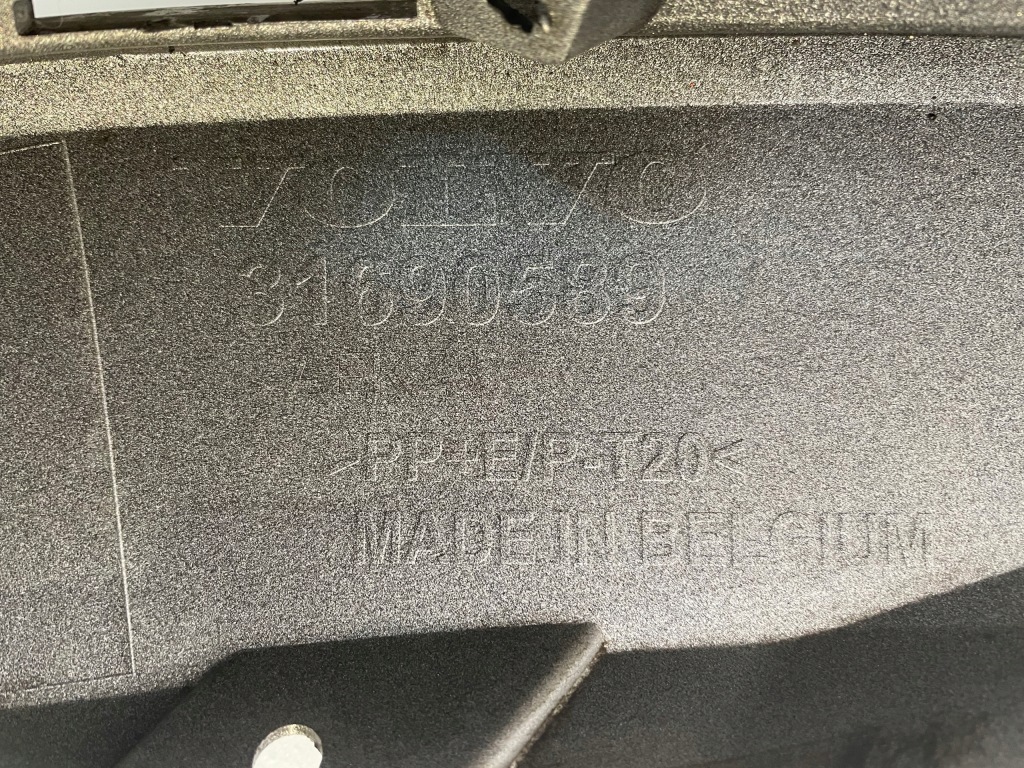 VOLVO
31690589
>PP+E/P-T20<
MADE IN BELGIUM